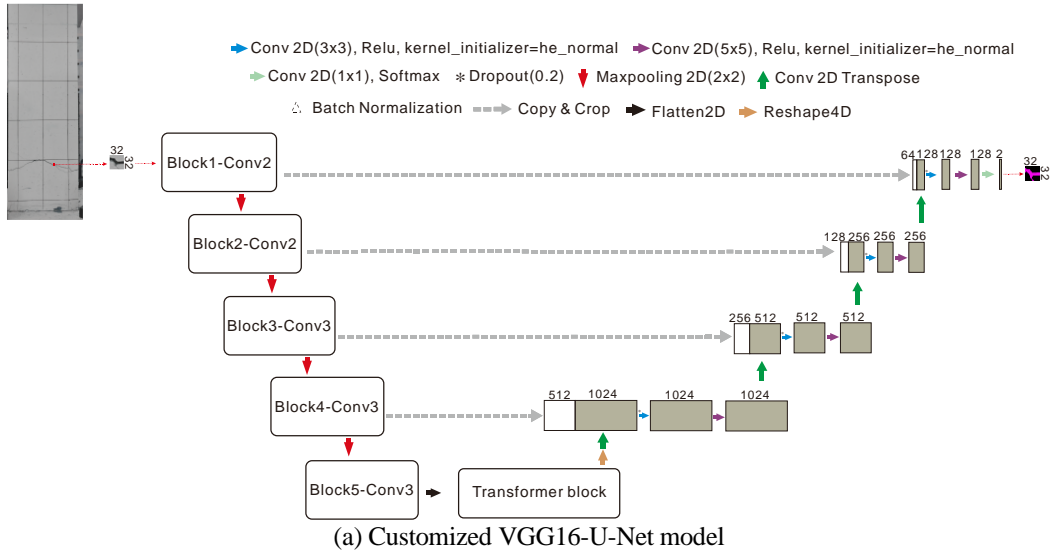 Conv 2D(3x3), Relu, kernel_initializer=he_normal Conv 2D(5x5), Relu, kernel_initializer=he_normal
Conv 2D(1x1), Softmax * Dropout(0.2) Maxpooling 2D(2x2) Conv 2D Transpose
Batch Normalization Copy & Crop Flatten2D Reshape4D
32 32 Block1-Conv2 64 128 128 128 2 32 32
Block2-Conv2 128 256 256 256
Block3-Conv3 256 512 512 512
Block4-Conv3 512 1024 1024 1024
Block5-Conv3 Transformer block
(a) Customized VGG16-U-Net model